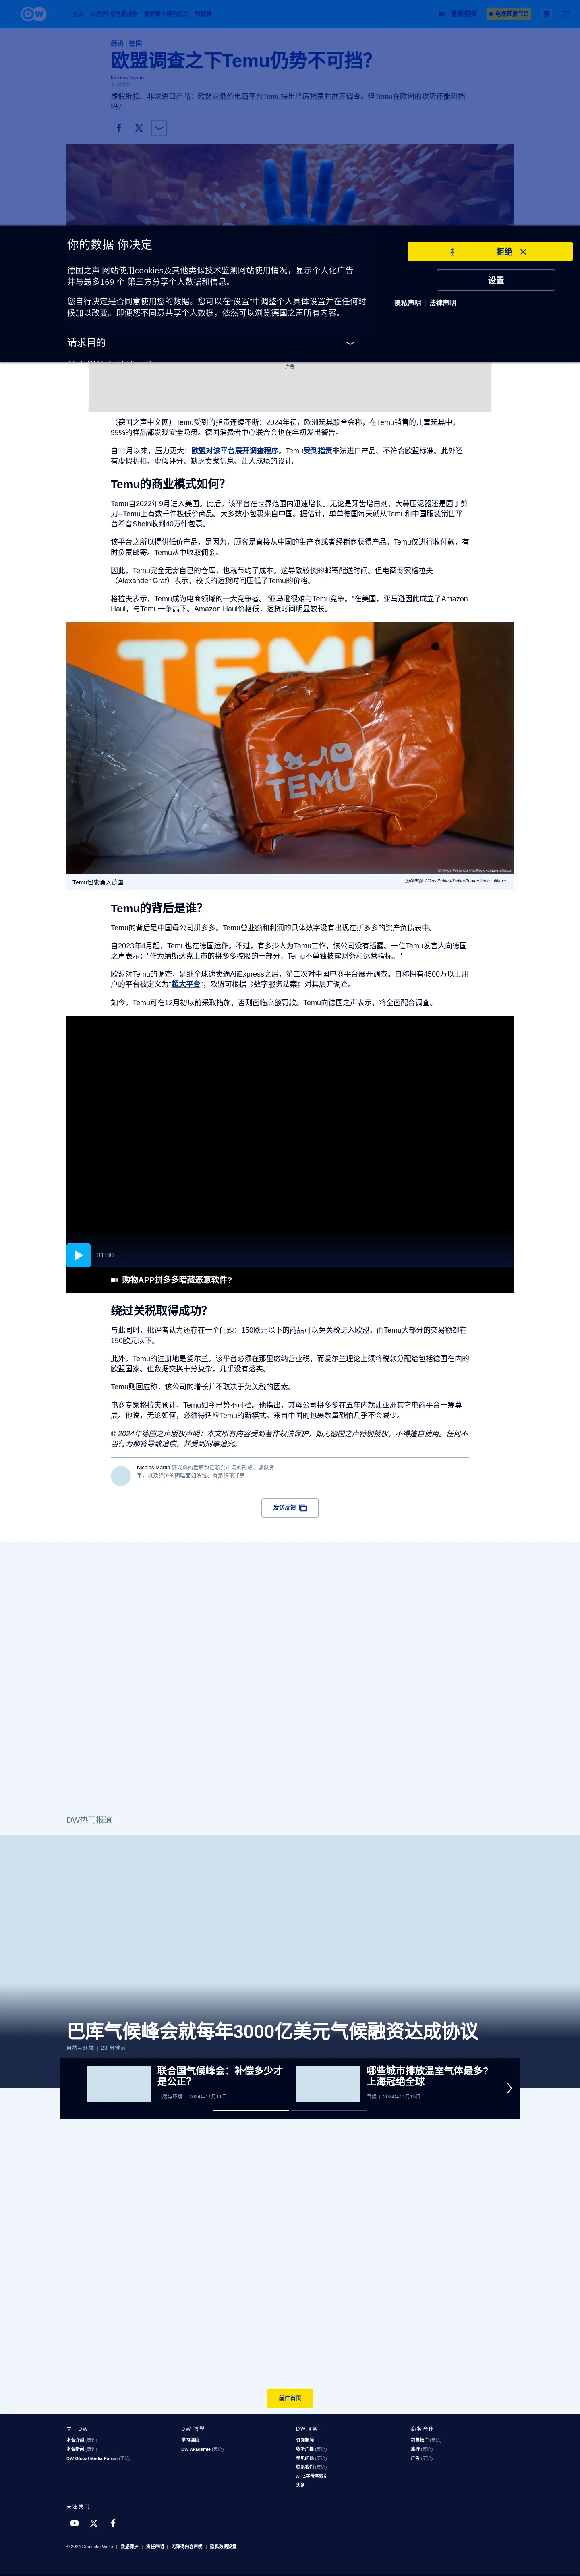 DW
最新视频
电视直播节目
经济 | 德国
欧盟调查之下Temu仍势不可挡？
Nicolas Martin
4 小时前
虚假折扣、非法进口产品：欧盟对低价电商平台Temu提出严厉指责并展开调查。但Temu在欧洲的攻势还能阻挡
吗？
你的数据 你决定
德国之声 网站使用cookies及其他类似技术监测网站使用情况，显示个人化广告
并与最多169 个;第三方分享个人数据和信息。
您自行决定是否同意使用您的数据。您可以在"设置"中调整个人具体设置并在任何时
候加以改变。即便您不同意共享个人数据，依然可以浏览德国之声所有内容。
请求目的
拒绝
设置
隐私声明 | 法律声明
广告
（德国之声中文网）Temu受到的指责连续不断：2024年初，欧洲玩具联合会称，在Temu销售的儿童玩具中，
95%的样品都发现安全隐患。德国消费者中心联合会也在年初发出警告。
自11月以来，压力更大：欧盟对该平台展开调查程序。Temu受到指责非法进口产品、不符合欧盟标准。此外还
有虚假折扣、虚假评分、缺乏卖家信息、让人成瘾的设计。
Temu的商业模式如何？
Temu自2022年9月进入美国。此后，该平台在世界范围内迅速增长。无论是牙齿增白剂、大蒜压泥器还是园丁剪
刀--Temu上有数千件极低价商品。大多数小包裹来自中国。据估计，单单德国每天就从Temu和中国服装销售平
台希音Shein收到40万件包裹。
该平台之所以提供低价产品，是因为，顾客是直接从中国的生产商或者经销商获得产品。Temu仅进行收付款，有
时负责邮寄。Temu从中收取佣金。
因此，Temu完全无需自己的仓库，也就节约了成本。这导致较长的邮寄配送时间。但电商专家格拉夫
（Alexander Graf）表示，较长的运货时间压低了Temu的价格。
格拉夫表示，Temu成为电商领域的一大竞争者。"亚马逊很难与Temu竞争。"在美国，亚马逊因此成立了Amazon
Haul，与Temu一争高下。Amazon Haul价格低，运货时间明显较长。
TEMU
TEMU
© Nikos Pekiaridis/NurPhoto/picture alliance
Temu包裹涌入德国
图像来源: Nikos Pekiaridis/NurPhoto/picture alliance
Temu的背后是谁？
Temu的背后是中国母公司拼多多。Temu营业额和利润的具体数字没有出现在拼多多的资产负债表中。
自2023年4月起，Temu也在德国运作。不过，有多少人为Temu工作，该公司没有透露。一位Temu发言人向德国
之声表示："作为纳斯达克上市的拼多多控股的一部分，Temu不单独披露财务和运营指标。"
欧盟对Temu的调查，是继全球速卖通AliExpress之后，第二次对中国电商平台展开调查。自称拥有4500万以上用
户的平台被定义为"超大平台"，欧盟可根据《数字服务法案》对其展开调查。
如今，Temu可在12月初以前采取措施，否则面临高额罚款。Temu向德国之声表示，将全面配合调查。
01:30
购物APP拼多多暗藏恶意软件？
绕过关税取得成功？
与此同时，批评者认为还存在一个问题：150欧元以下的商品可以免关税进入欧盟，而Temu大部分的交易额都在
150欧元以下。
此外，Temu的注册地是爱尔兰。该平台必须在那里缴纳营业税，而爱尔兰理论上须将税款分配给包括德国在内的
欧盟国家。但数据交换十分复杂，几乎没有落实。
Temu则回应称，该公司的增长并不取决于免关税的因素。
电商专家格拉夫预计，Temu如今已势不可挡。他指出，其母公司拼多多在五年内就让亚洲其它电商平台一筹莫
展。他说，无论如何，必须得适应Temu的新模式。来自中国的包裹数量恐怕几乎不会减少。
© 2024年德国之声版权声明：本文所有内容受到著作权法保护，如无德国之声特别授权，不得擅自使用。任何不
当行为都将导致追偿，并受到刑事追究。
Nicolas Martin 感兴趣的话题包括新兴市场的形成、虚拟货
币，以及经济的阴暗面如洗钱、有组织犯罪等
发送反馈
DW热门报道
巴库气候峰会就每年3000亿美元气候融资达成协议
自然与环境 | 23 分钟前
联合国气候峰会：补偿多少才
是公正？
自然与环境 | 2024年11月11日
哪些城市排放温室气体最多？
上海冠绝全球
气候 | 2024年11月15日
前往首页
关于DW
本台介绍 (英语)
本台新闻 (英语)
DW Global Media Forum (英语)
DW 教學
学习德语
DW Akademie (英语)
DW服务
订阅新闻
收听广播 (英语)
常见问题 (英语)
联系我们 (英语)
A - Z字母序索引
头条
商务合作
销售推广 (英语)
旅行 (英语)
广告 (英语)
关注我们
© 2024 Deutsche Welle | 数据保护 | 责任声明 | 无障碍内容声明 | 隐私数据设置